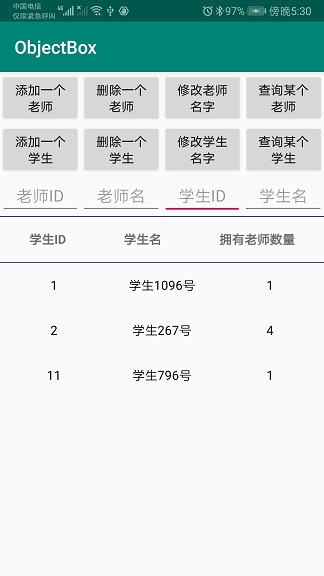 中国电信
仅限紧急呼叫
97% 傍晚5:30
ObjectBox
添加一个老师 删除一个老师 修改老师名字 查询某个老师
添加一个学生 删除一个学生 修改学生名字 查询某个学生
老师ID 老师名 学生ID 学生名
学生ID 学生名 拥有老师数量
1 学生1096号 1
2 学生267号 4
11 学生796号 1